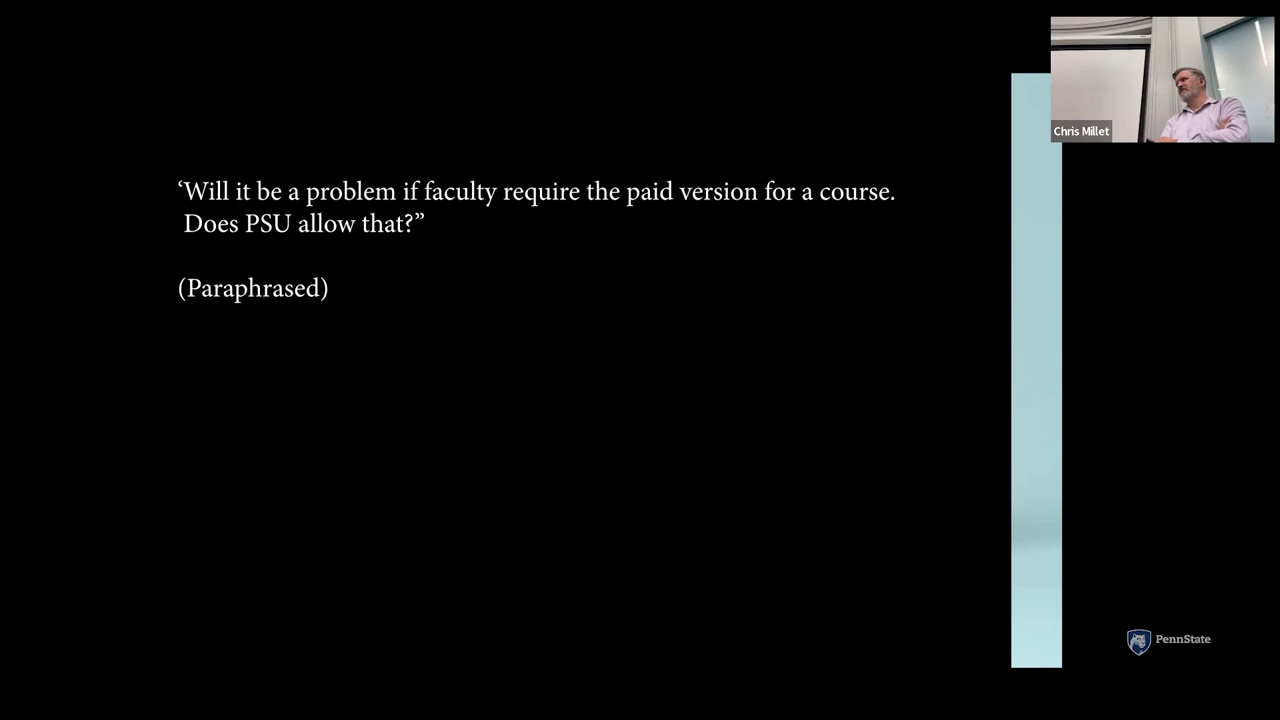 Chris Millet
‘Will it be a problem if faculty require the paid version for a course.
Does PSU allow that?”
(Paraphrased)
PennState